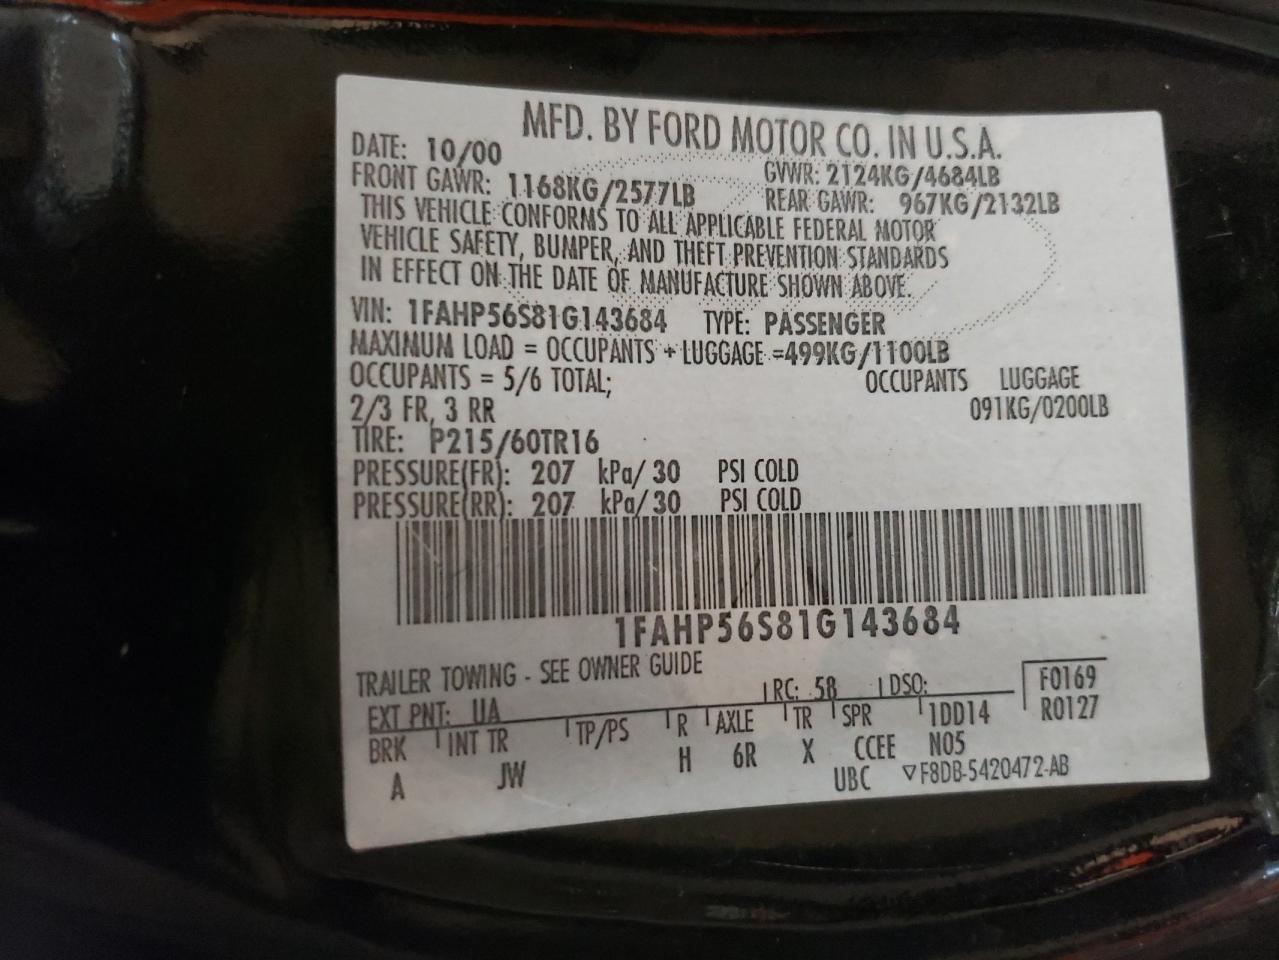 MFD. BY FORD MOTOR CO. IN U.S.A.
DATE: 10/00 GVWR: 2124KG/4684LB
FRONT GAWR: 1168KG/2577LB REAR GAWR: 967KG/2132LB
THIS VEHICLE CONFORMS TO ALL APPLICABLE FEDERAL MOTOR
VEHICLE SAFETY, BUMPER, AND THEFT PREVENTION STANDARDS
IN EFFECT ON THE DATE OF MANUFACTURE SHOWN ABOVE.
VIN: 1FAHP56S81G143684 TYPE: PASSENGER
MAXIMUM LOAD = OCCUPANTS + LUGGAGE =499KG/1100LB
OCCUPANTS = 5/6 TOTAL; OCCUPANTS LUGGAGE
2/3 FR, 3 RR 091KG/0200LB
TIRE: P215/60TR16
PRESSURE(FR): 207 kPa/ 30 PSI COLD
PRESSURE(RR): 207 kPa/ 30 PSI COLD
1FAHP56S81G143684
TRAILER TOWING - SEE OWNER GUIDE
EXT PNT: UA RC: 58 DSO: F0169
BRK INT TR TP/PS R AXLE TR SPR 1DD14 R0127
A JW H 6R X CCEE N05
UBC ▽F8DB-5420472-AB